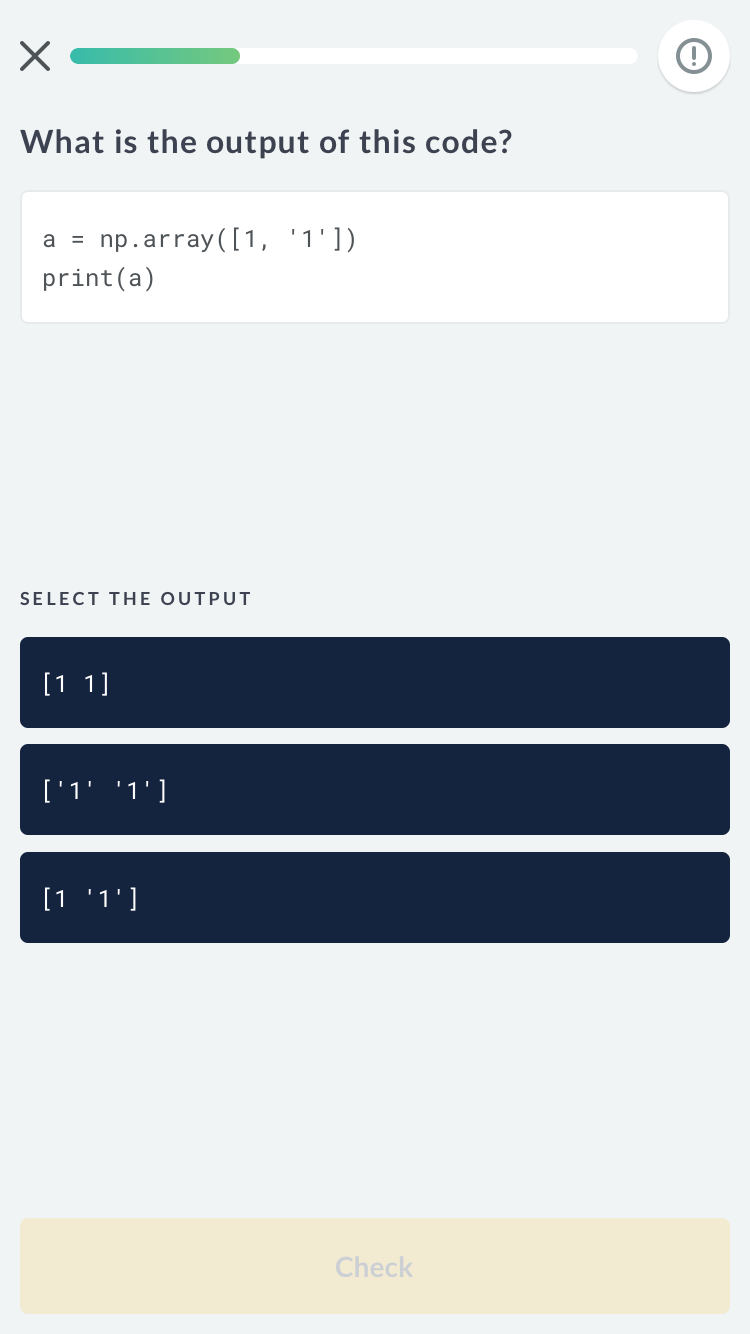 What is the output of this code?
a = np.array([1, '1'])
print(a)
SELECT THE OUTPUT
[1 1]
['1' '1']
[1 '1']
Check